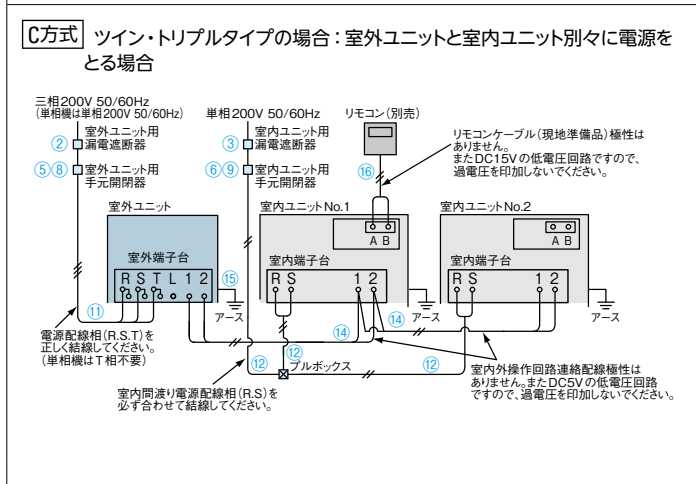 C方式 ツイン・トリプルタイプの場合：室外ユニットと室内ユニット別々に電源を
とる場合
三相200V 50/60Hz
（単相機は単相200V 50/60Hz）
② 室外ユニット用
漏電遮断器
⑤⑧ 室外ユニット用
手元開閉器
単相200V 50/60Hz
③ 室内ユニット用
漏電遮断器
⑥⑨ 室内ユニット用
手元開閉器
リモコン（別売）
⑯
リモコンケーブル（現地準備品）極性は
ありません。
またDC15Vの低電圧回路ですので、
過電圧を印加しないでください。
室外ユニット
室外端子台
R S T L 1 2
⑮
アース
室内ユニットNo.1
A B
室内端子台
R S 1 2
アース
室内ユニットNo.2
A B
室内端子台
R S 1 2
アース
⑪
⑭
⑭
電源配線相（R.S.T）を
正しく結線してください。
（単相機はT相不要）
⑫
⑫
プルボックス
⑫
室内間渡り電源配線相（R.S）を
必ず合わせて結線してください。
室内外操作回路連絡配線極性は
ありません。またDC5Vの低電圧回路
ですので、過電圧を印加しないでください。